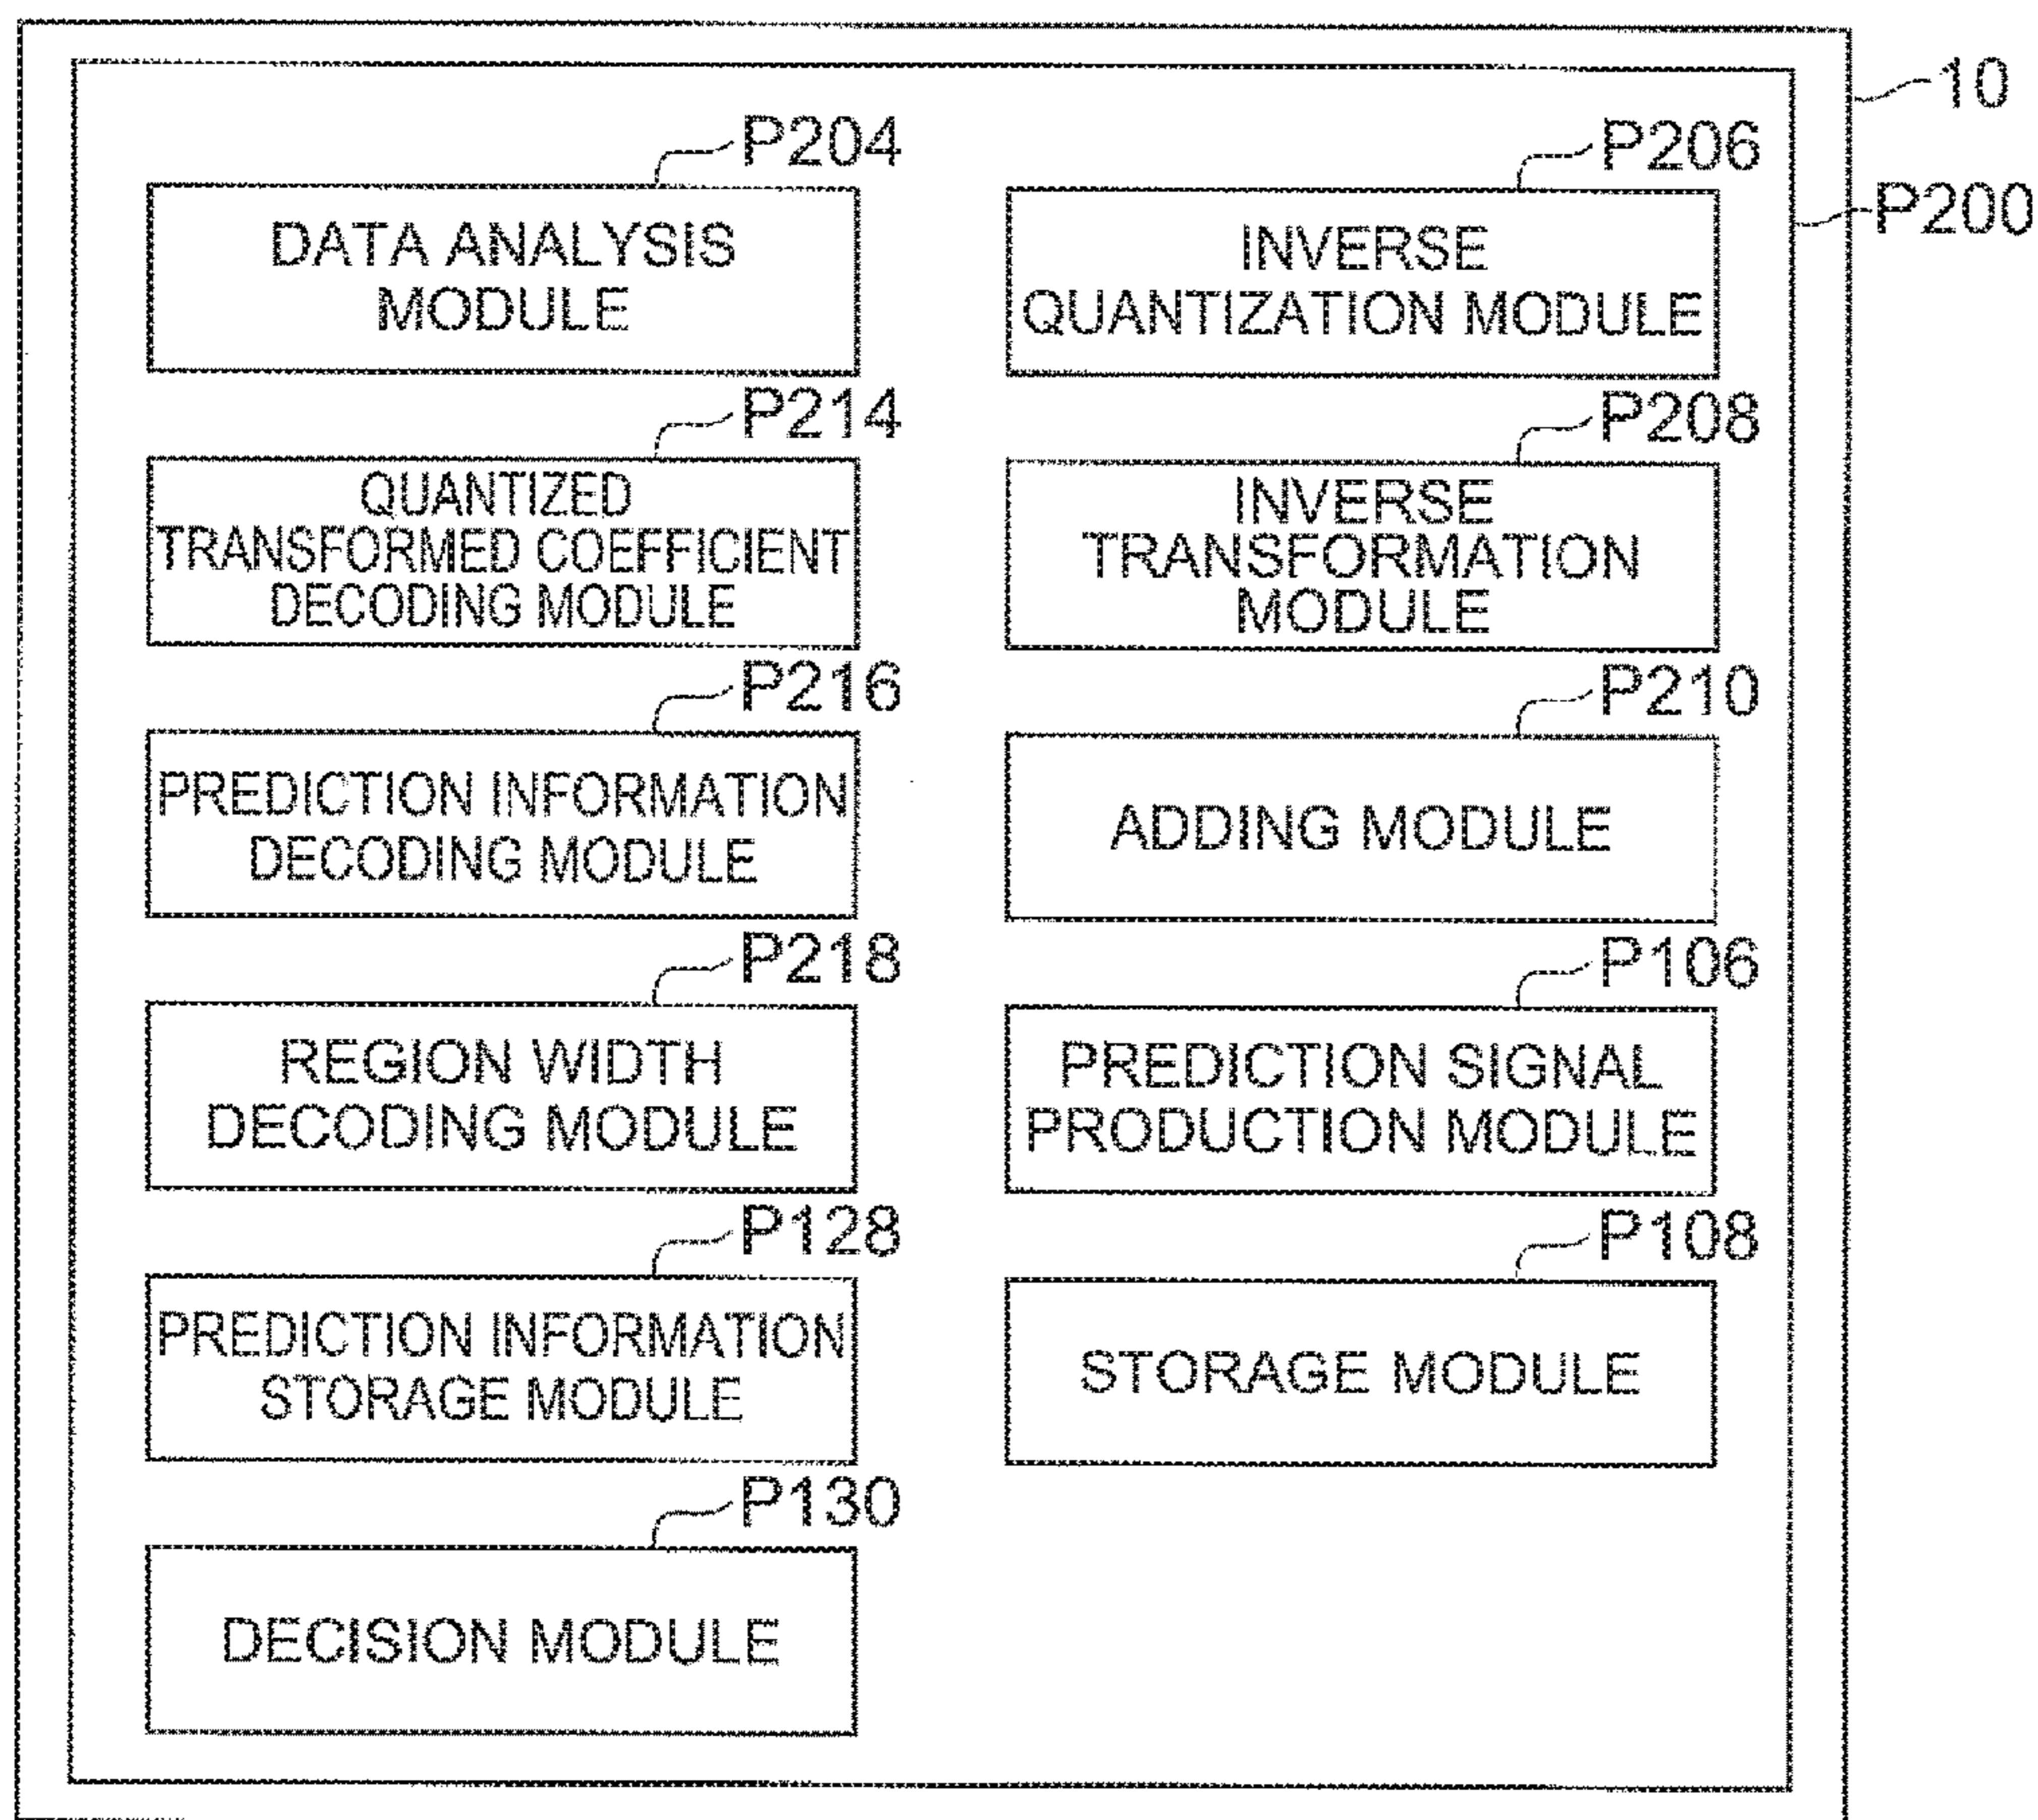 10
P200
P204
DATA ANALYSIS
MODULE
P206
INVERSE
QUANTIZATION MODULE
P214
QUANTIZED
TRANSFORMED COEFFICIENT
DECODING MODULE
P208
INVERSE
TRANSFORMATION
MODULE
P216
PREDICTION INFORMATION
DECODING MODULE
P210
ADDING MODULE
P218
REGION WIDTH
DECODING MODULE
P106
PREDICTION SIGNAL
PRODUCTION MODULE
P128
PREDICTION INFORMATION
STORAGE MODULE
P108
STORAGE MODULE
P130
DECISION MODULE